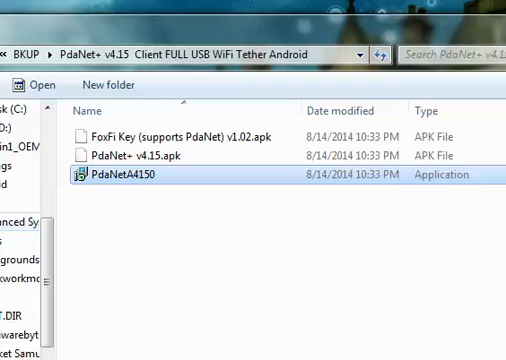 « BKUP ▸ PdaNet+ v4.15 Client FULL USB WiFi Tether Android
Search PdaNet+ v4.1
Open New folder
Name Date modified Type
FoxFi Key (supports PdaNet) v1.02.apk 8/14/2014 10:33 PM APK File
PdaNet+ v4.15.apk 8/14/2014 10:33 PM APK File
PdaNetA4150 8/14/2014 10:33 PM Application
sk (C:)
D:)
in1_OEM
ngs
id
anced Sy
s
grounds
kworkmo
T.DIR
warebyt
ket Samu